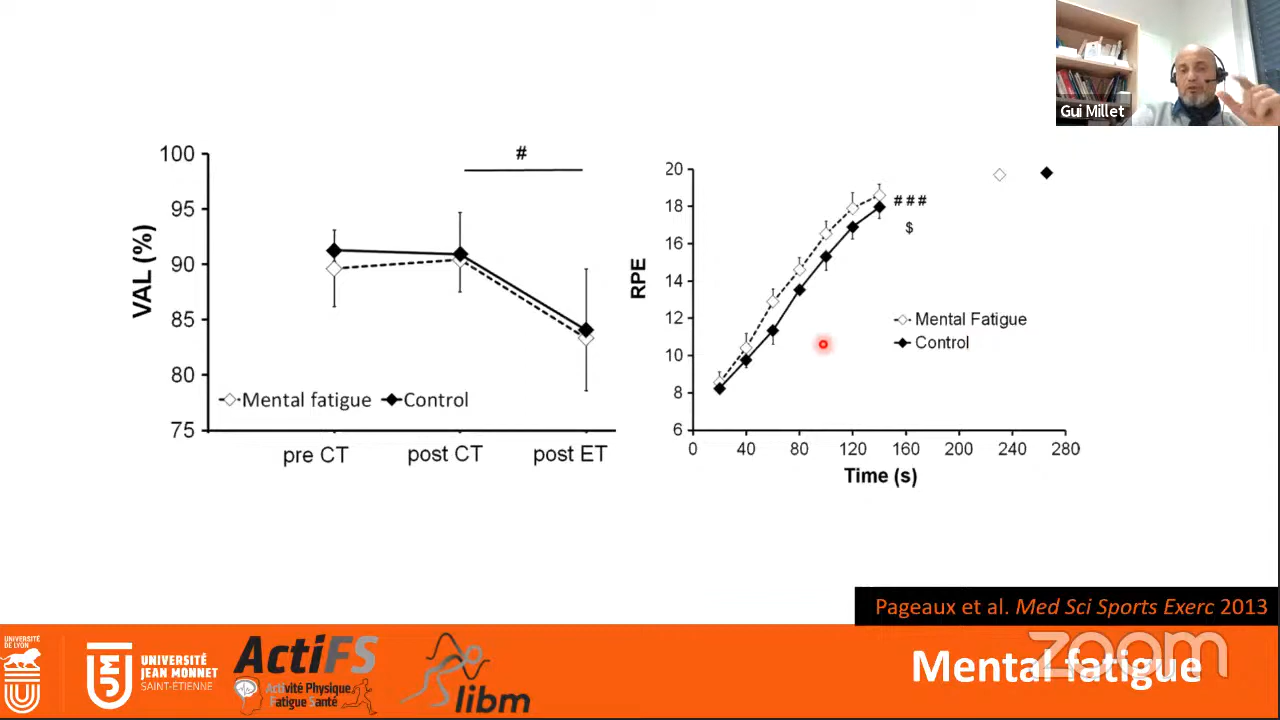 Gui Millet
VAL (%)
100
95
90
85
80
75
#
Mental fatigue Control
pre CT post CT post ET
RPE
20
18
16
14
12
10
8
6
# # #
$
Mental Fatigue
Control
0 40 80 120 160 200 240 280
Time (s)
Pageaux et al. Med Sci Sports Exerc 2013
UNIVERSITÉ
DE LYON
UNIVERSITÉ
JEAN MONNET
SAINT-ÉTIENNE
ActiFS
Activité Physique
Fatigue Santé
libm
Mental fatigue
zoom